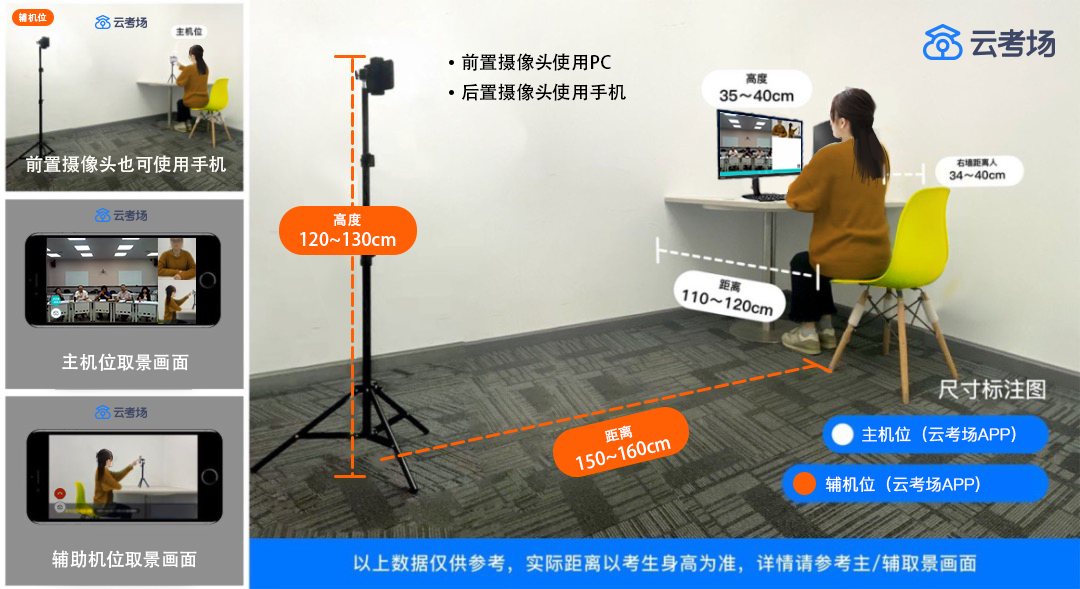 辅机位
云考场
主机位
前置摄像头也可使用手机
云考场
主机位取景画面
云考场
辅助机位取景画面
• 前置摄像头使用PC
• 后置摄像头使用手机
云考场
高度
35～40cm
右墙距离人
34～40cm
高度
120~130cm
距离
110～120cm
距离
150~160cm
尺寸标注图
主机位（云考场APP）
辅机位（云考场APP）
以上数据仅供参考，实际距离以考生身高为准，详情请参考主/辅取景画面